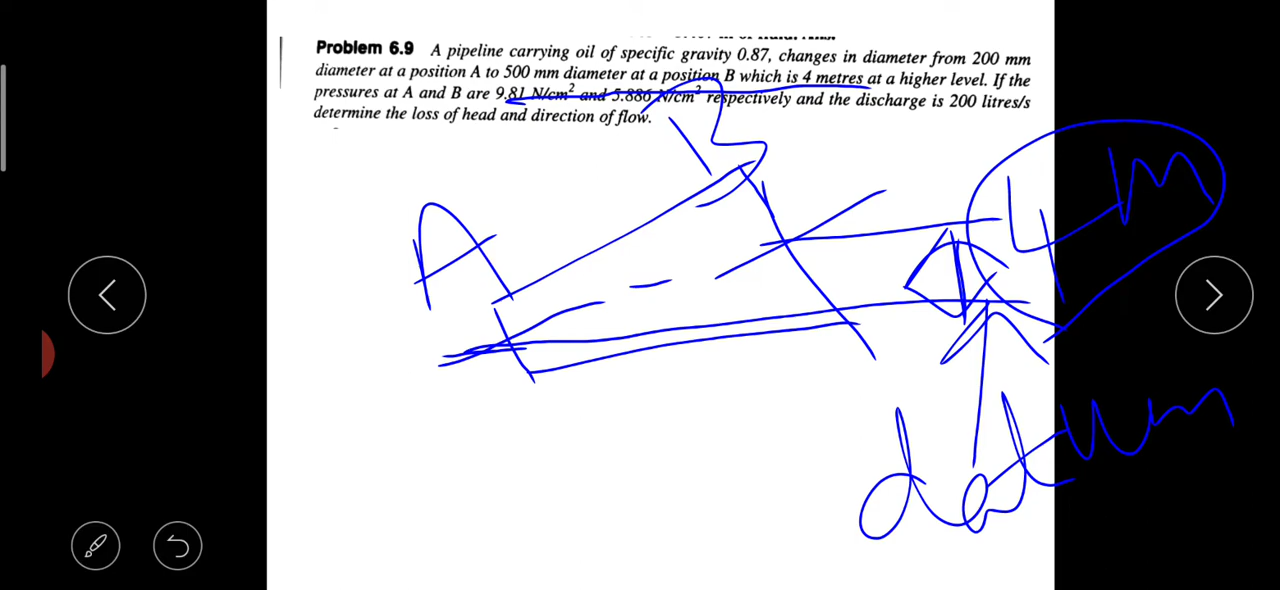 Problem 6.9 A pipeline carrying oil of specific gravity 0.87, changes in diameter from 200 mm
diameter at a position A to 500 mm diameter at a position B which is 4 metres at a higher level. If the
pressures at A and B are 9.81 N/cm² and 5.886 N/cm² respectively and the discharge is 200 litres/s
determine the loss of head and direction of flow.
B
A
4 m
datum